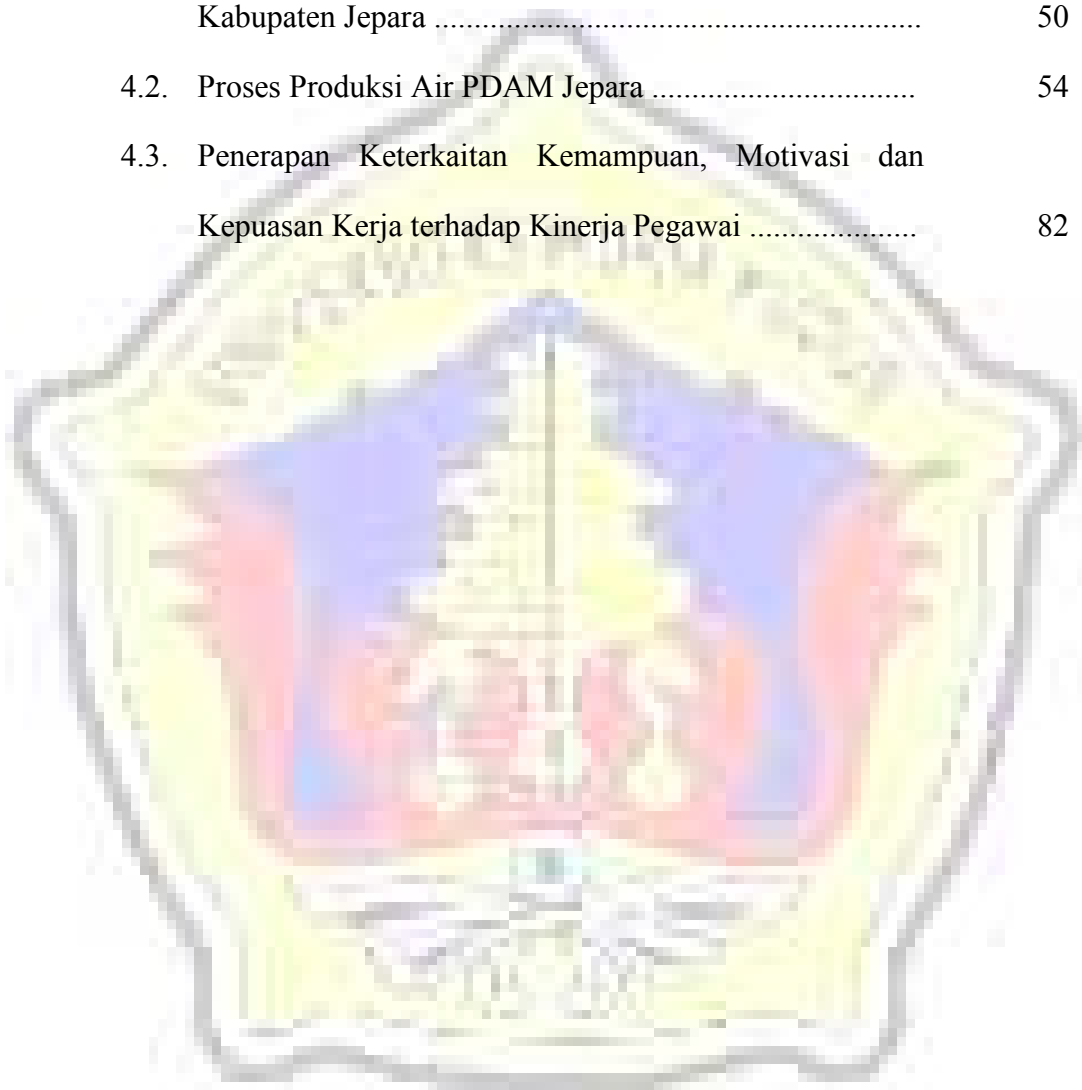 Kabupaten Jepara ............................................................. 50
4.2. Proses Produksi Air PDAM Jepara ................................. 54
4.3. Penerapan Keterkaitan Kemampuan, Motivasi dan
Kepuasan Kerja terhadap Kinerja Pegawai ..................... 82